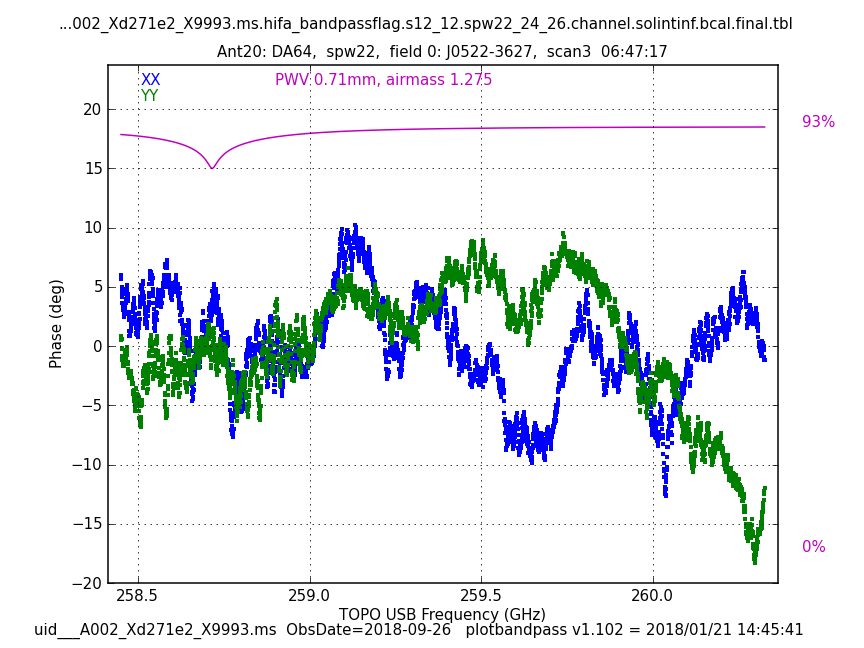 ...002_Xd271e2_X9993.ms.hifa_bandpassflag.s12_12.spw22_24_26.channel.solintinf.bcal.final.tbl
Ant20: DA64, spw22, field 0: J0522-3627, scan3 06:47:17
XX PWV 0.71mm, airmass 1.275
YY
20
93%
15
10
5
Phase (deg)
0
−5
−10
−15
0%
−20
258.5 259.0 259.5 260.0
TOPO USB Frequency (GHz)
uid___A002_Xd271e2_X9993.ms ObsDate=2018-09-26 plotbandpass v1.102 = 2018/01/21 14:45:41